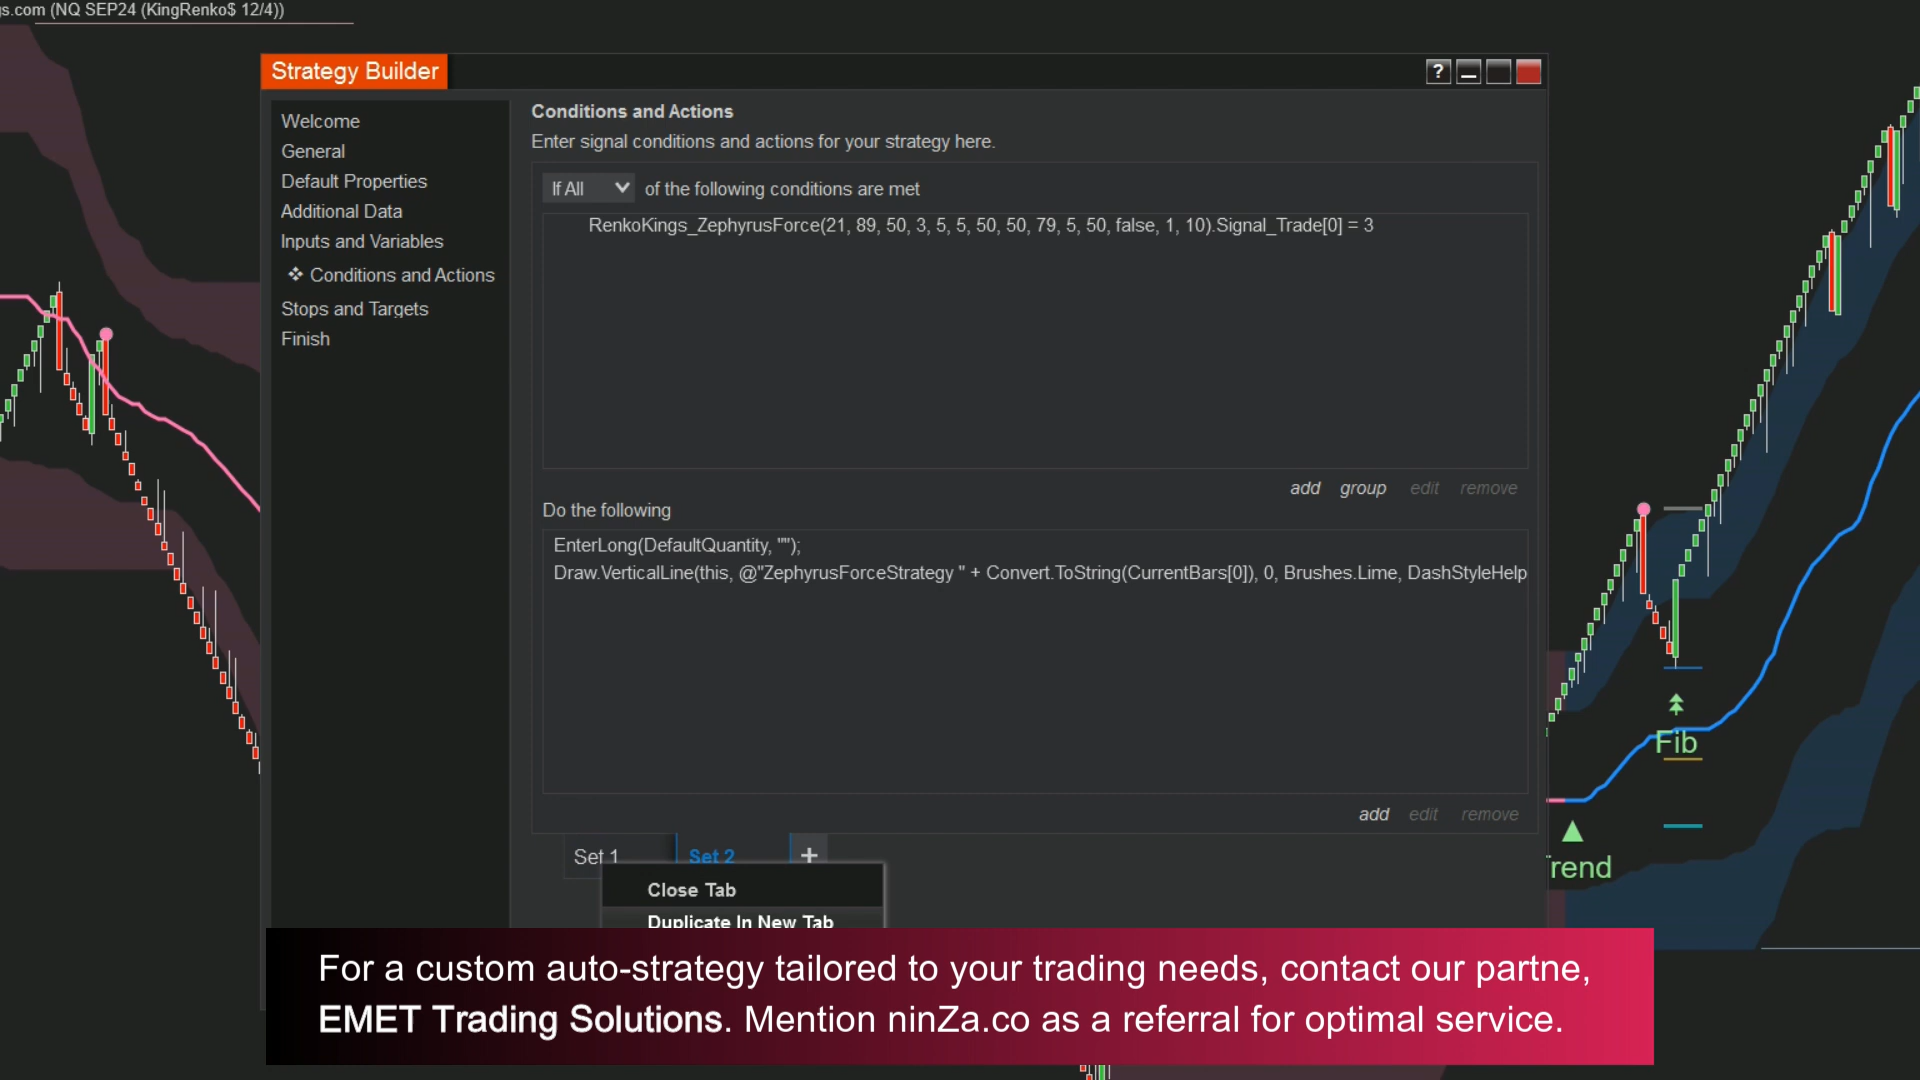 s.com (NQ SEP24 (KingRenko$ 12/4))
Strategy Builder
?
Welcome
General
Default Properties
Additional Data
Inputs and Variables
❖ Conditions and Actions
Stops and Targets
Finish
Conditions and Actions
Enter signal conditions and actions for your strategy here.
If All of the following conditions are met
RenkoKings_ZephyrusForce(21, 89, 50, 3, 5, 5, 50, 50, 79, 5, 50, false, 1, 10).Signal_Trade[0] = 3
add group edit remove
Do the following
EnterLong(DefaultQuantity, "");
Draw.VerticalLine(this, @"ZephyrusForceStrategy " + Convert.ToString(CurrentBars[0]), 0, Brushes.Lime, DashStyleHelp
add edit remove
Set 1 Set 2 +
Close Tab
Duplicate In New Tab
Fib
Trend
For a custom auto-strategy tailored to your trading needs, contact our partne,
EMET Trading Solutions. Mention ninZa.co as a referral for optimal service.